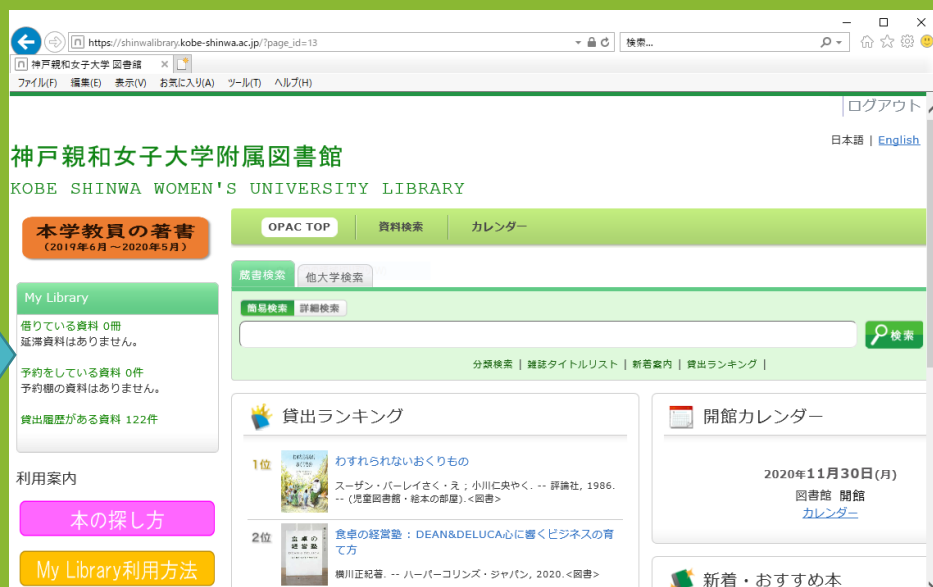 https://shinwalibrary.kobe-shinwa.ac.jp/?page_id=13
検索...
神戸親和女子大学 図書館
ファイル(F) 編集(E) 表示(V) お気に入り(A) ツール(T) ヘルプ(H)
ログアウト
日本語 | English
神戸親和女子大学附属図書館
KOBE SHINWA WOMEN'S UNIVERSITY LIBRARY
本学教員の著書
(2019年6月～2020年5月)
OPAC TOP 資料検索 カレンダー
蔵書検索 他大学検索
My Library
簡易検索 詳細検索
検索
借りている資料 0冊
延滞資料はありません。
予約をしている資料 0件
予約棚の資料はありません。
貸出履歴がある資料 122件
分類検索 | 雑誌タイトルリスト | 新着案内 | 貸出ランキング |
利用案内
本の探し方
My Library利用方法
貸出ランキング
1位 わすれられないおくりもの
スーザン・バーレイさく・え ; 小川仁央やく. -- 評論社, 1986.
-- (児童図書館・絵本の部屋).<図書>
2位 食卓の経営塾 : DEAN&DELUCA心に響くビジネスの育
て方
横川正紀著. -- ハーパーコリンズ・ジャパン, 2020.<図書>
開館カレンダー
2020年11月30日(月)
図書館 開館
カレンダー
新着・おすすめ本